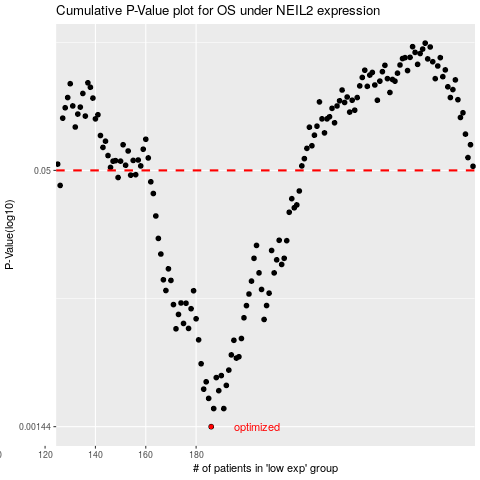 Cumulative P-Value plot for OS under NEIL2 expression
P-Value(log10)
0.05
0.00144
optimized
0 120 140 160 180
# of patients in 'low exp' group